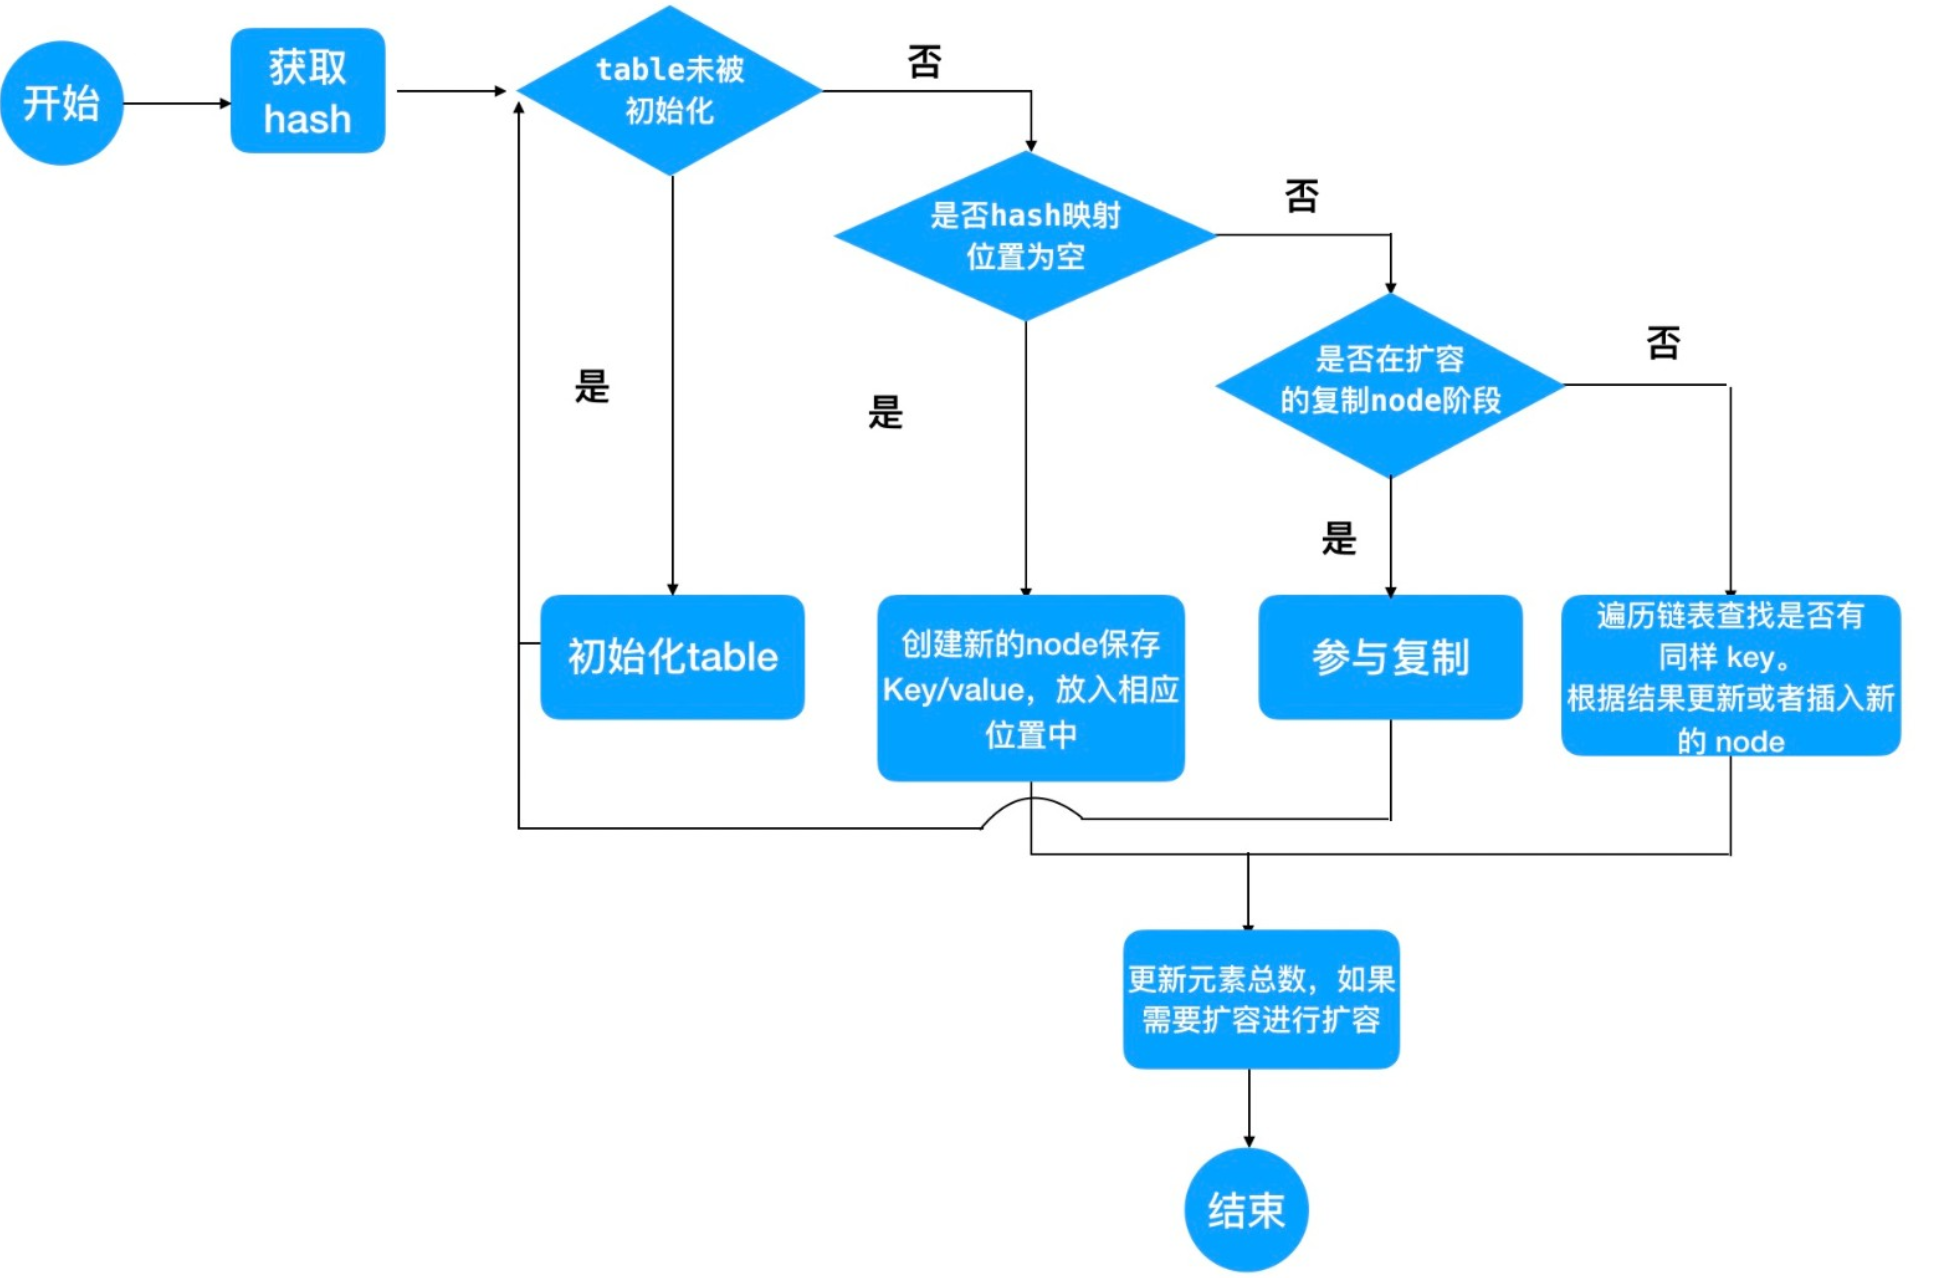 开始
获取
hash
table未被
初始化
否
是否hash映射
位置为空
否
是否在扩容
的复制node阶段
否
是
是
是
初始化table
创建新的node保存
Key/value，放入相应
位置中
参与复制
遍历链表查找是否有
同样 key。
根据结果更新或者插入新
的 node
更新元素总数，如果
需要扩容进行扩容
结束